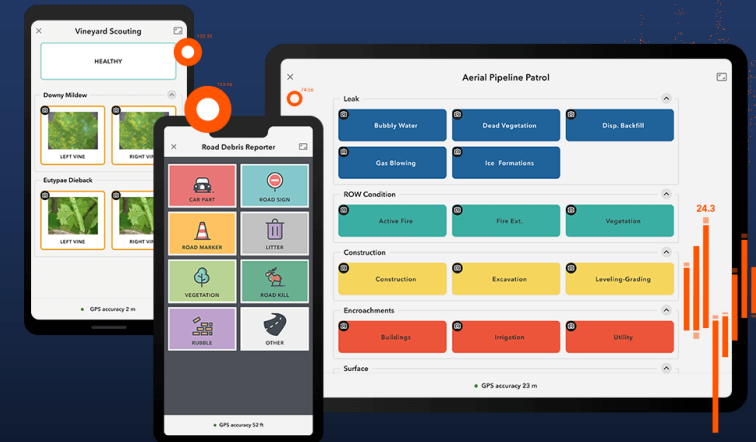 Vineyard Scouting
HEALTHY
Downy Mildew
LEFT VINE
RIGHT VIN
Eutypae Dieback
LEFT VINE
RIGHT VIN
GPS accuracy 2 m
Road Debris Reporter
CAR PART
ROAD SIGN
ROAD MARKER
LITTER
VEGETATION
ROAD KILL
RUBBLE
OTHER
GPS accuracy 52 ft
Aerial Pipeline Patrol
Leak
Bubbly Water
Dead Vegetation
Disp. Backfill
Gas Blowing
Ice Formations
ROW Condition
Active Fire
Fire Ext.
Vegetation
Construction
Construction
Excavation
Leveling-Grading
Encroachments
Buildings
Irrigation
Utility
Surface
GPS accuracy 23 m
24.3